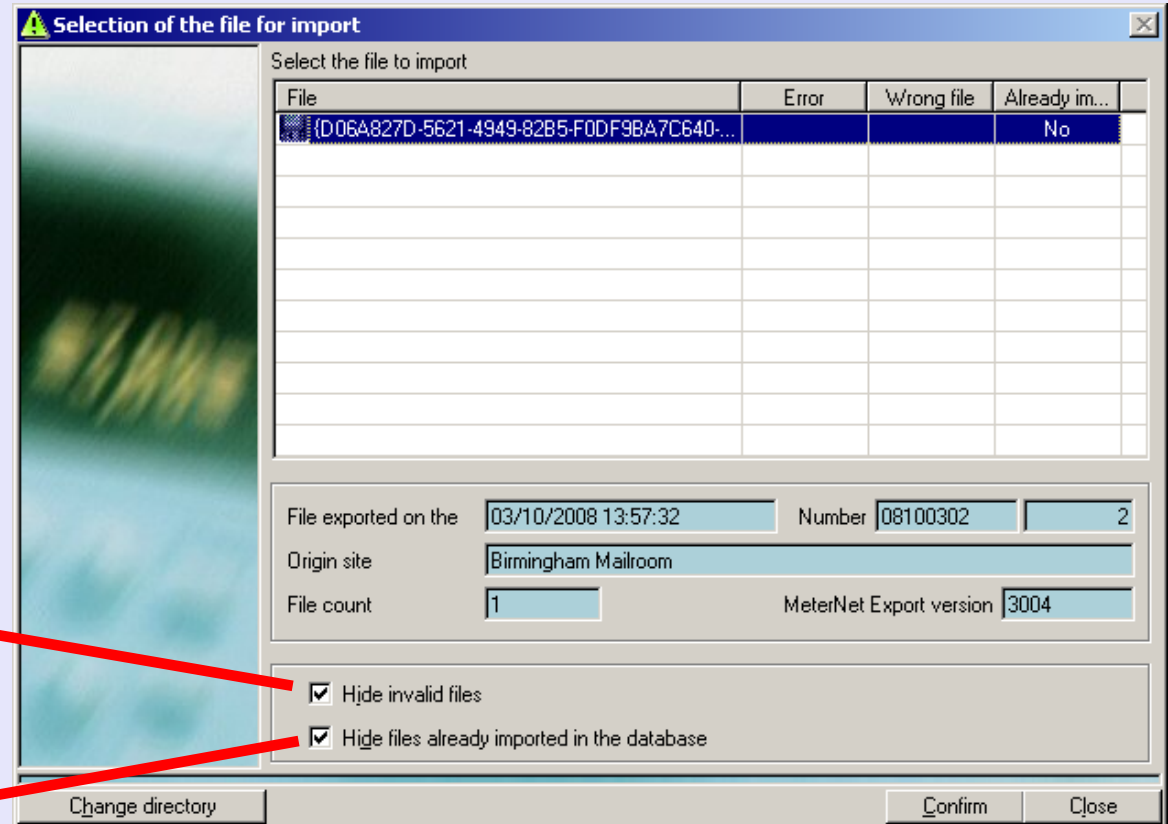 Selection of the file for import
Select the file to import
File Error Wrong file Already im...
{D06A827D-5621-4949-82B5-F0DF9BA7C640-... No
File exported on the 03/10/2008 13:57:32 Number 08100302 2
Origin site Birmingham Mailroom
File count 1 MeterNet Export version 3004
Hide invalid files
Hide files already imported in the database
Change directory Confirm Close